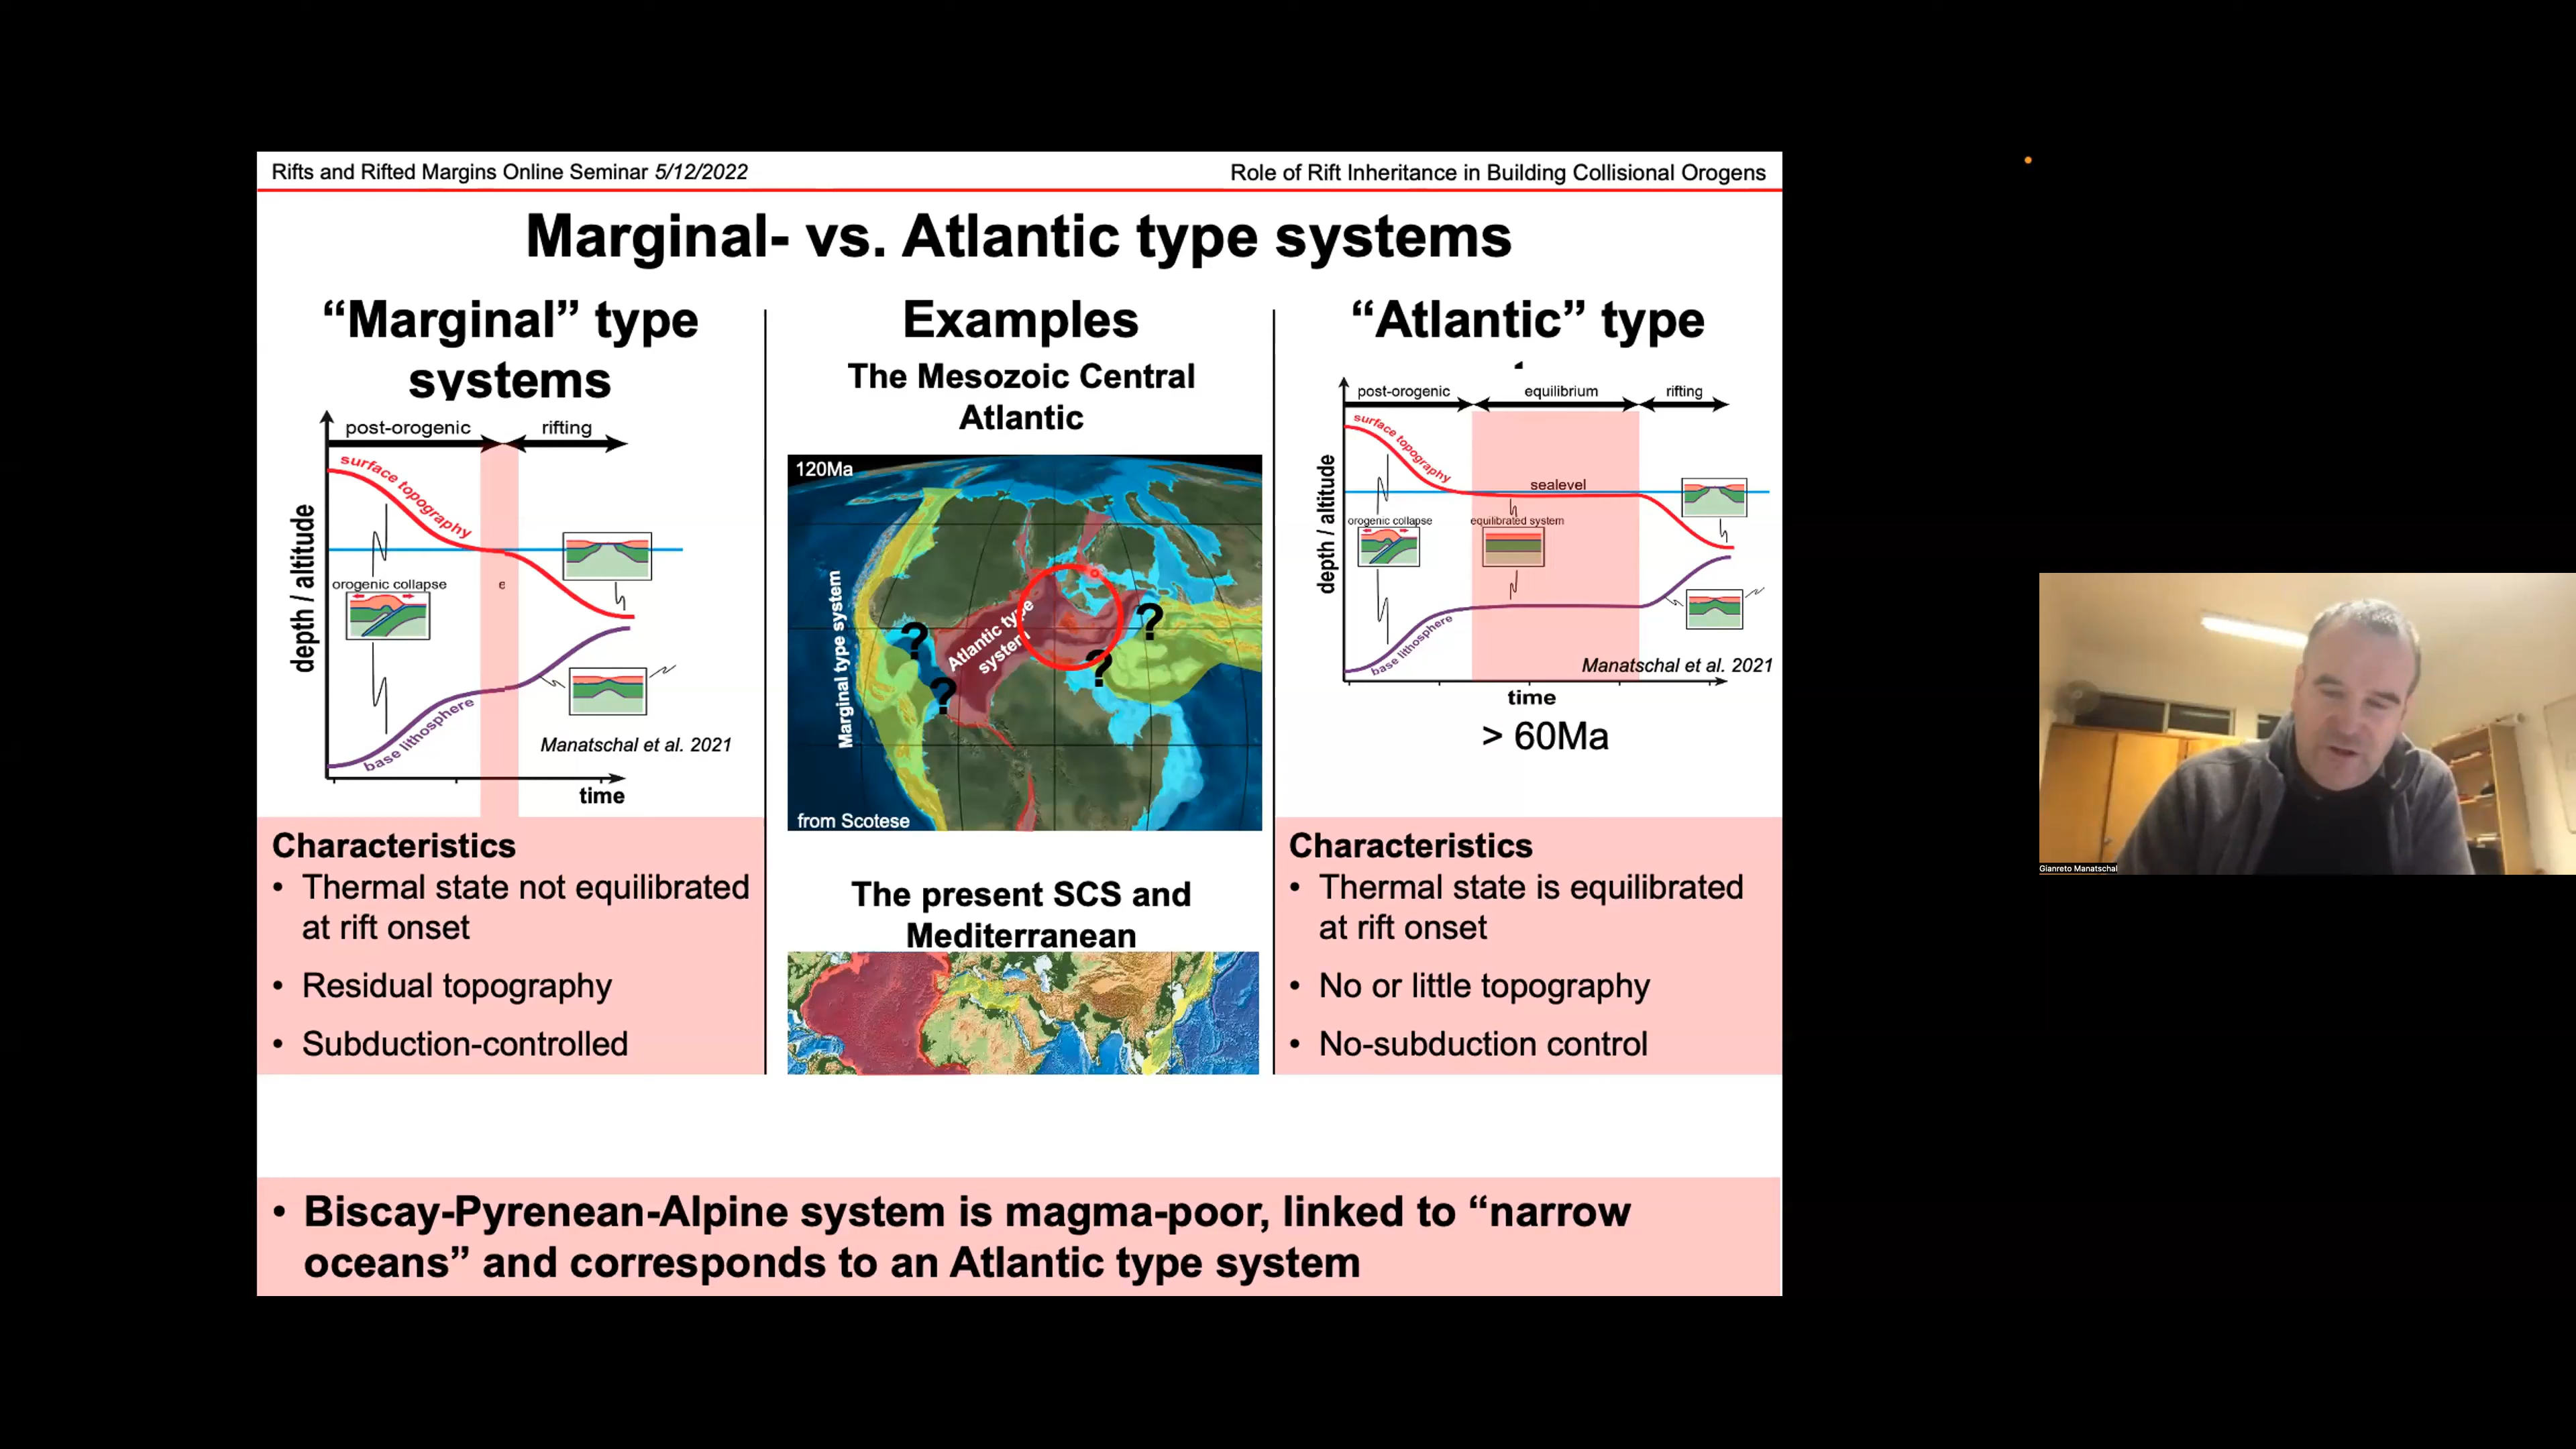 Rifts and Rifted Margins Online Seminar 5/12/2022
Role of Rift Inheritance in Building Collisional Orogens
Marginal- vs. Atlantic type systems
“Marginal” type
systems
post-orogenic
rifting
surface topography
depth / altitude
orogenic collapse
e
base lithosphere
Manatschal et al. 2021
time
Characteristics
• Thermal state not equilibrated
at rift onset
• Residual topography
• Subduction-controlled
Examples
The Mesozoic Central
Atlantic
120Ma
Marginal type system
Atlantic type
system
?
?
?
?
from Scotese
The present SCS and
Mediterranean
“Atlantic” type
post-orogenic
equilibrium
rifting
surface topography
sealevel
depth / altitude
orogenic collapse
equilibrated system
base lithosphere
Manatschal et al. 2021
time
> 60Ma
Characteristics
• Thermal state is equilibrated
at rift onset
• No or little topography
• No-subduction control
• Biscay-Pyrenean-Alpine system is magma-poor, linked to “narrow
oceans” and corresponds to an Atlantic type system
Gianreto Manatschal